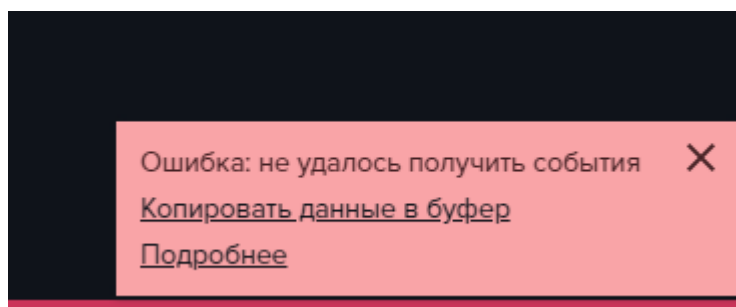 Ошибка: не удалось получить события
Копировать данные в буфер
Подробнее